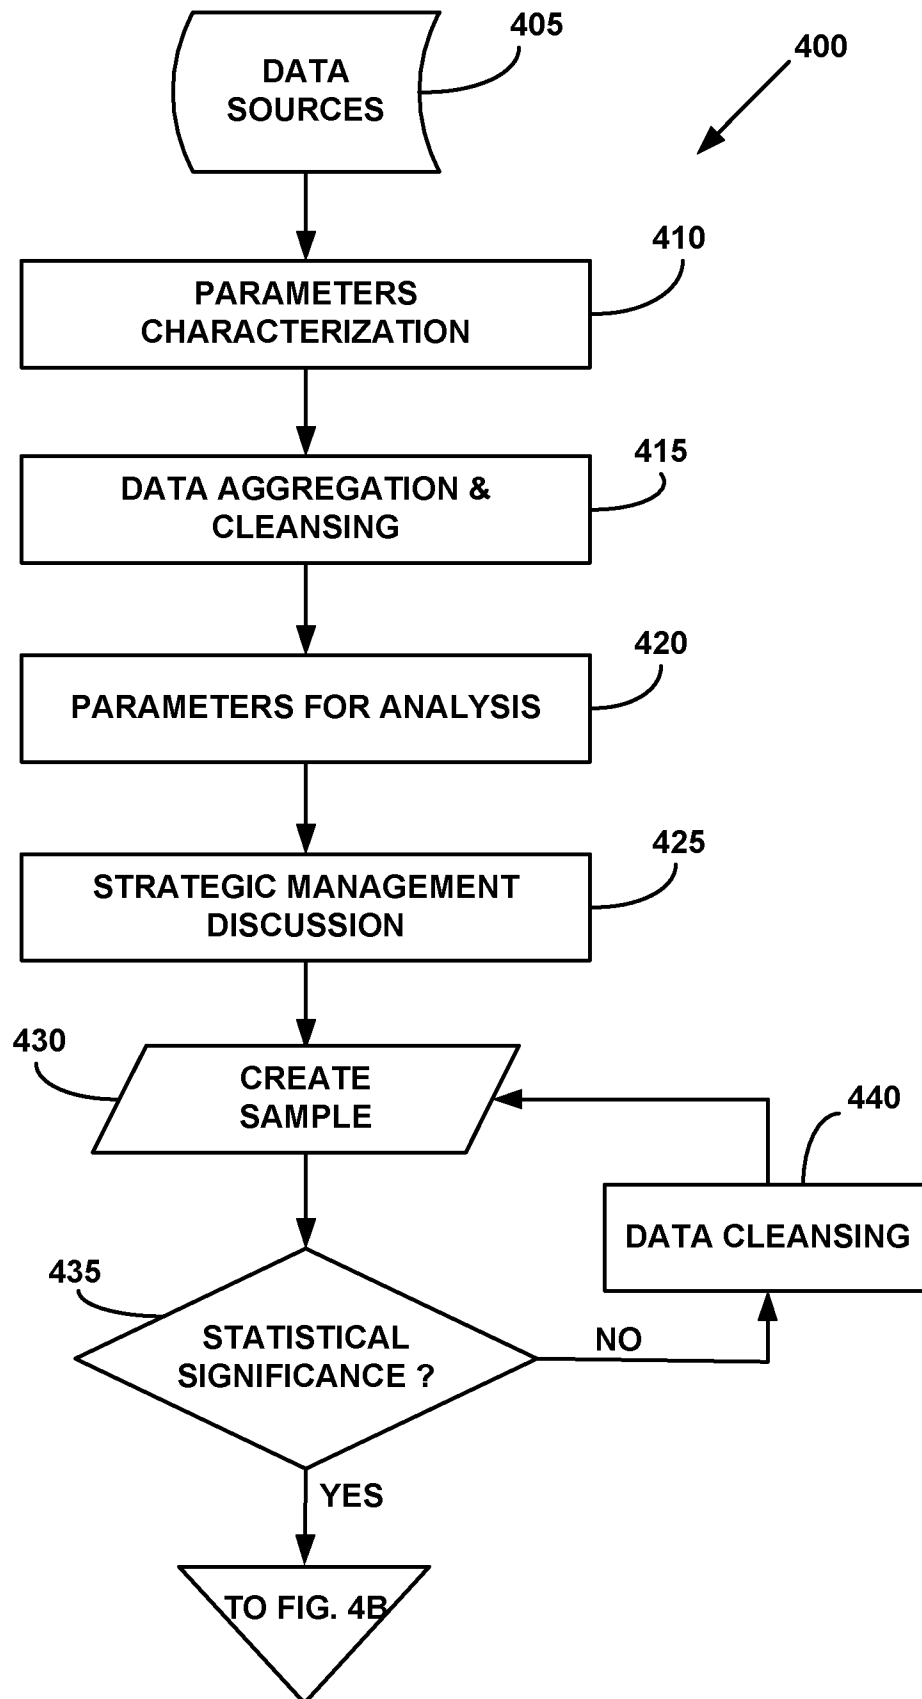 405
400
DATA
SOURCES
410
PARAMETERS
CHARACTERIZATION
415
DATA AGGREGATION &
CLEANSING
420
PARAMETERS FOR ANALYSIS
425
STRATEGIC MANAGEMENT
DISCUSSION
430
CREATE
SAMPLE
440
DATA CLEANSING
435
STATISTICAL
SIGNIFICANCE ?
NO
YES
TO FIG. 4B